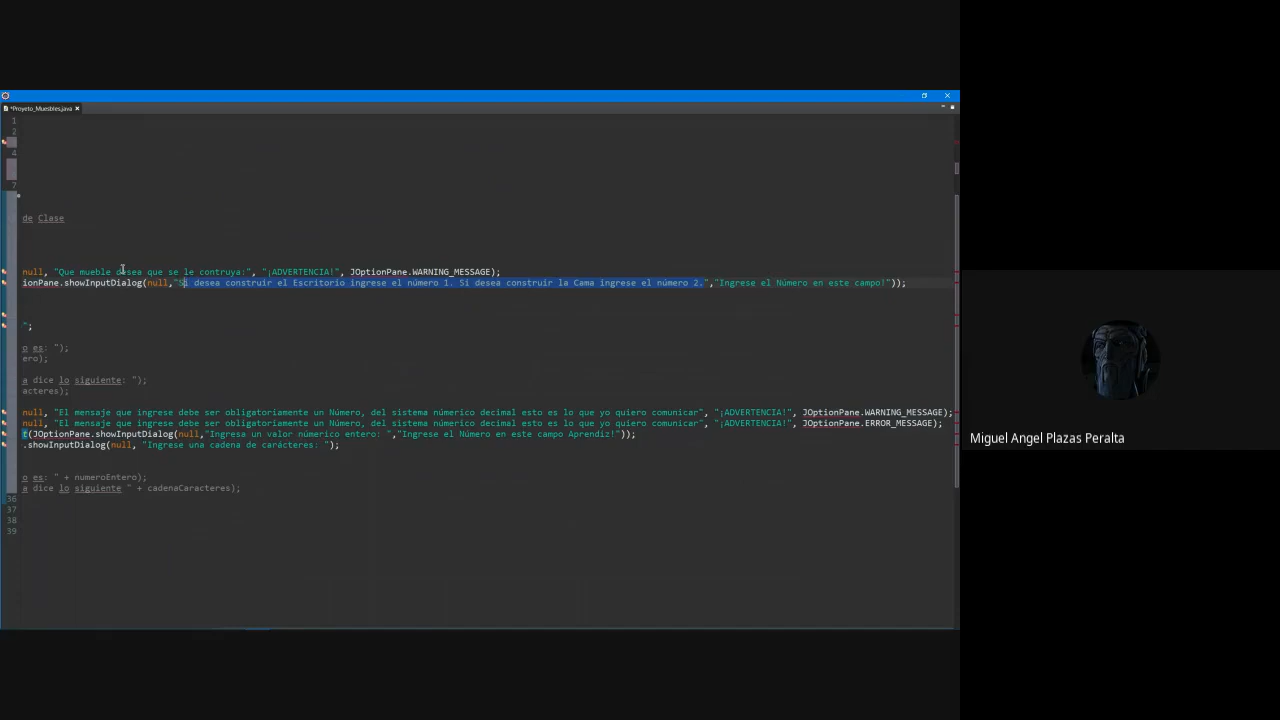 *Proyeto_Muesbles.java
1
2
4
7
de Clase
null, "Que mueble desea que se le contruya:", "¡ADVERTENCIA!", JOptionPane.WARNING_MESSAGE);
ionPane.showInputDialog(null,"Si desea construir el Escritorio ingrese el número 1. Si desea construir la Cama ingrese el número 2.","Ingrese el Número en este campo!"));
";
o es: ");
ero);
a dice lo siguiente: ");
acteres);
null, "El mensaje que ingrese debe ser obligatoriamente un Número, del sistema númerico decimal esto es lo que yo quiero comunicar", "¡ADVERTENCIA!", JOptionPane.WARNING_MESSAGE);
null, "El mensaje que ingrese debe ser obligatoriamente un Número, del sistema númerico decimal esto es lo que yo quiero comunicar", "¡ADVERTENCIA!", JOptionPane.ERROR_MESSAGE);
t(JOptionPane.showInputDialog(null,"Ingresa un valor númerico entero: ","Ingrese el Número en este campo Aprendiz!"));
.showInputDialog(null, "Ingrese una cadena de carácteres: ");
o es: " + numeroEntero);
a dice lo siguiente " + cadenaCaracteres);
36
37
38
39
Miguel Angel Plazas Peralta